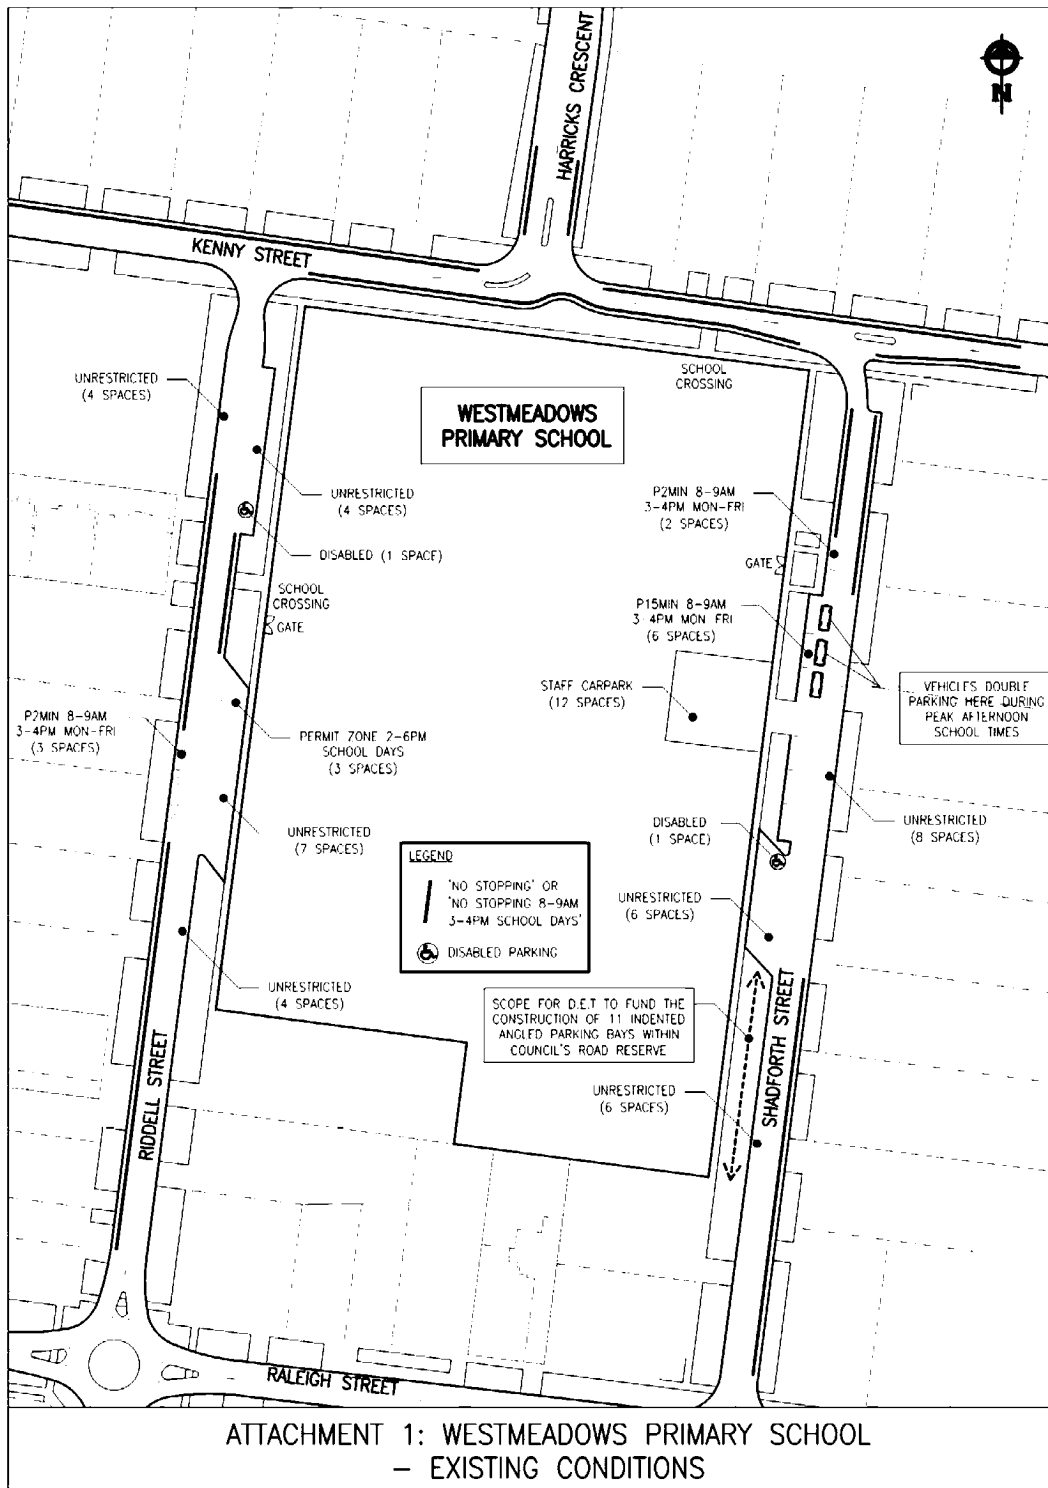 HARRICKS CRESCENT
N
KENNY STREET
SCHOOL
CROSSING
UNRESTRICTED
(4 SPACES)
WESTMEADOWS
PRIMARY SCHOOL
UNRESTRICTED
(4 SPACES)
P2MIN 8-9AM
3-4PM MON-FRI
(2 SPACES)
DISABLED (1 SPACE)
GATE
SCHOOL
CROSSING
GATE
P15MIN 8-9AM
3-4PM MON FRI
(6 SPACES)
STAFF CARPARK
(12 SPACES)
VEHICLES DOUBLE
PARKING HERE DURING
PEAK AFTERNOON
SCHOOL TIMES
P2MIN 8-9AM
3-4PM MON-FRI
(3 SPACES)
PERMIT ZONE 2-6PM
SCHOOL DAYS
(3 SPACES)
UNRESTRICTED
(7 SPACES)
DISABLED
(1 SPACE)
UNRESTRICTED
(8 SPACES)
LEGEND
'NO STOPPING' OR
'NO STOPPING 8-9AM
3-4PM SCHOOL DAYS'
DISABLED PARKING
UNRESTRICTED
(6 SPACES)
UNRESTRICTED
(4 SPACES)
SCOPE FOR D.E.T TO FUND THE
CONSTRUCTION OF 11 INDENTED
ANGLED PARKING BAYS WITHIN
COUNCIL'S ROAD RESERVE
SHADFORTH STREET
UNRESTRICTED
(6 SPACES)
RIDDELL STREET
RALEIGH STREET
ATTACHMENT 1: WESTMEADOWS PRIMARY SCHOOL
– EXISTING CONDITIONS